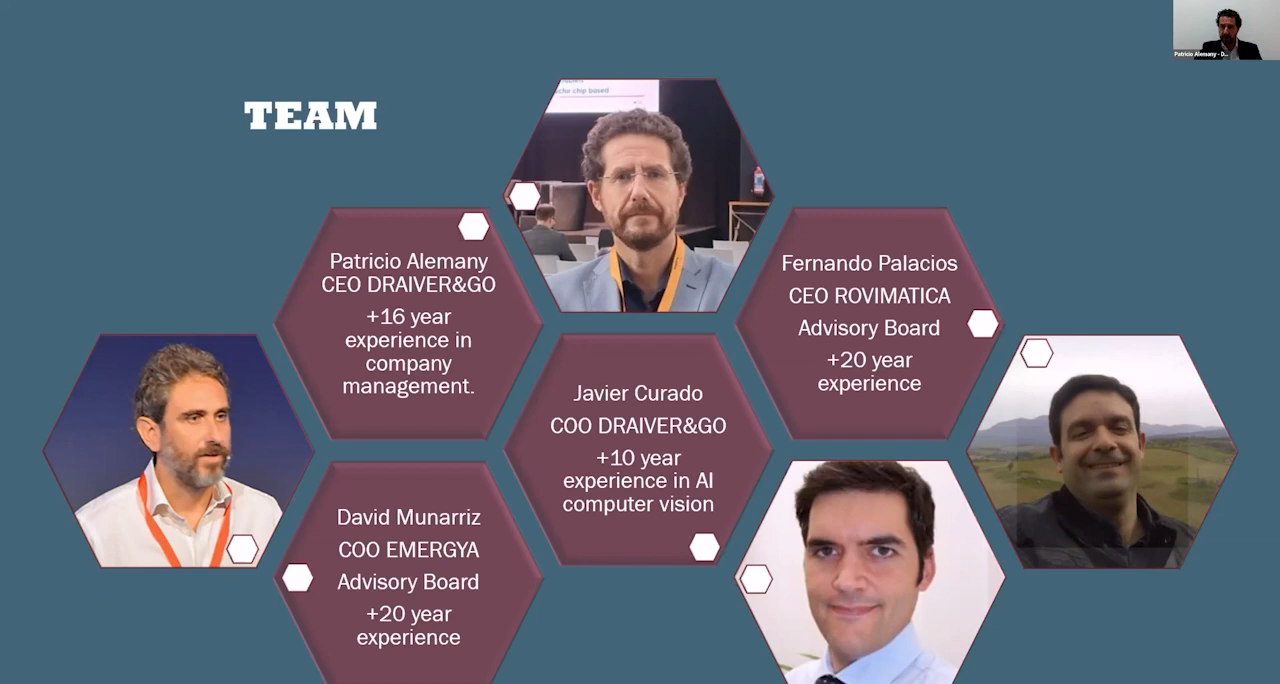 Patricio Alemany - D...
TEAM
chip based
Patricio Alemany
CEO DRAIVER&GO
+16 year
experience in
company
management.
Fernando Palacios
CEO ROVIMATICA
Advisory Board
+20 year
experience
Javier Curado
COO DRAIVER&GO
+10 year
experience in AI
computer vision
David Munarriz
COO EMERGYA
Advisory Board
+20 year
experience